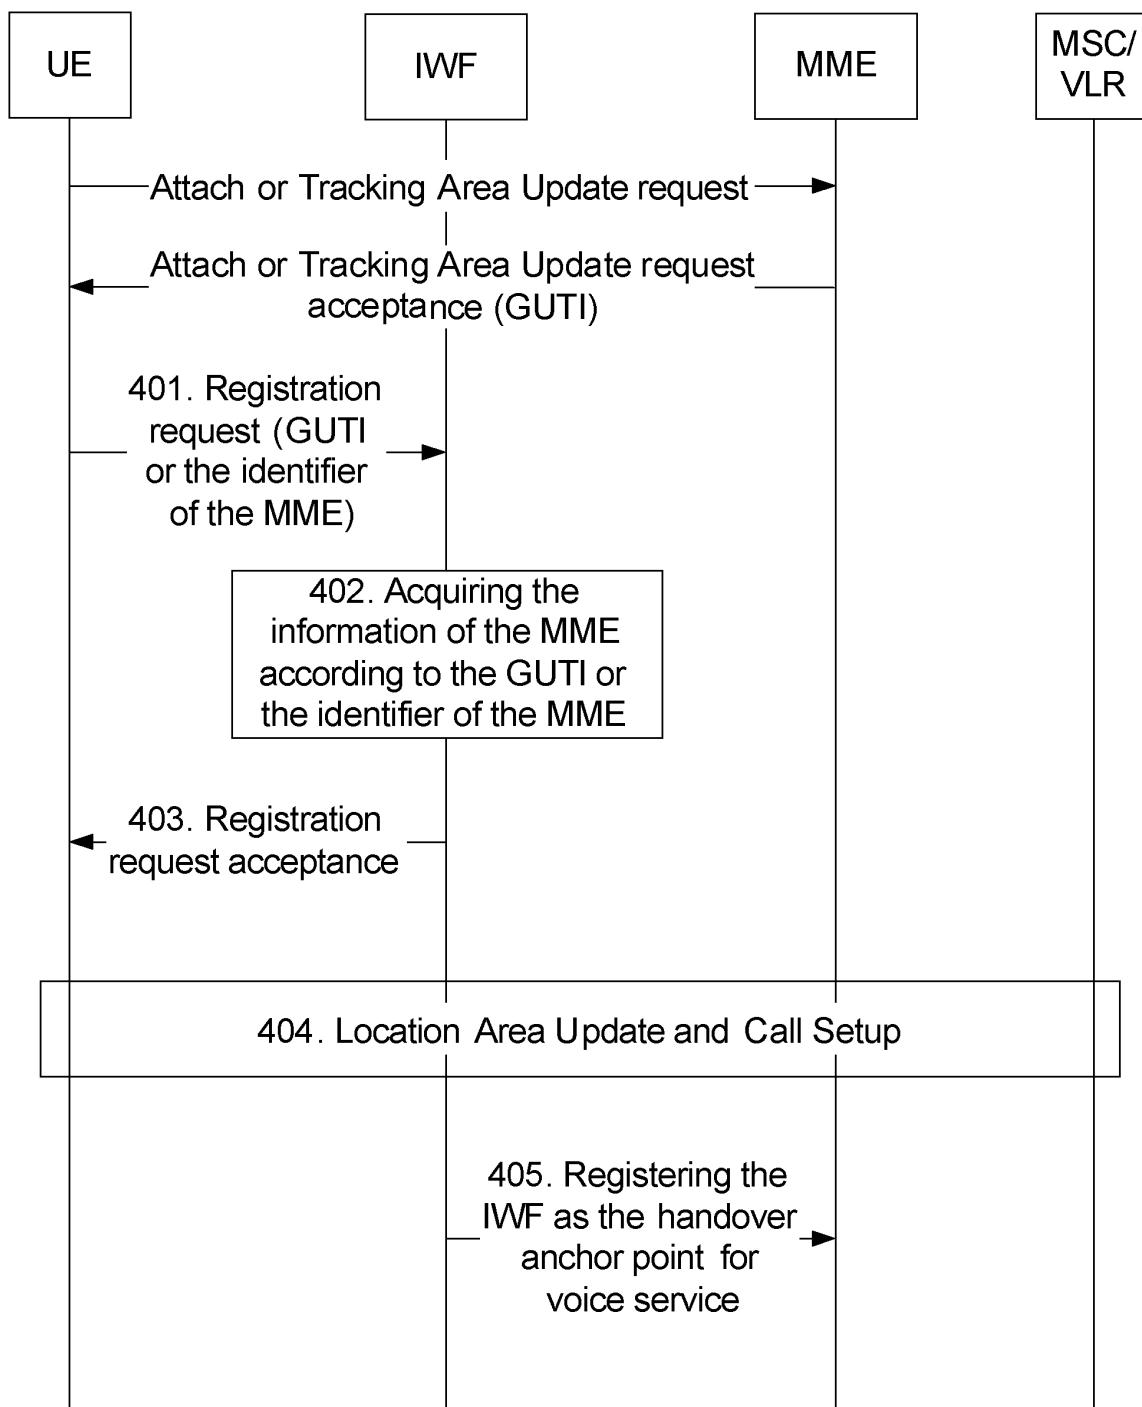 UE
IWF
MME
MSC/
VLR
Attach or Tracking Area Update request
Attach or Tracking Area Update request
acceptance (GUTI)
401. Registration
request (GUTI
or the identifier
of the MME)
402. Acquiring the
information of the MME
according to the GUTI or
the identifier of the MME
403. Registration
request acceptance
404. Location Area Update and Call Setup
405. Registering the
IWF as the handover
anchor point for
voice service